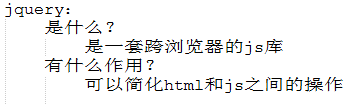 jquery:
是什么？
是一套跨浏览器的js库
有什么作用？
可以简化html和js之间的操作